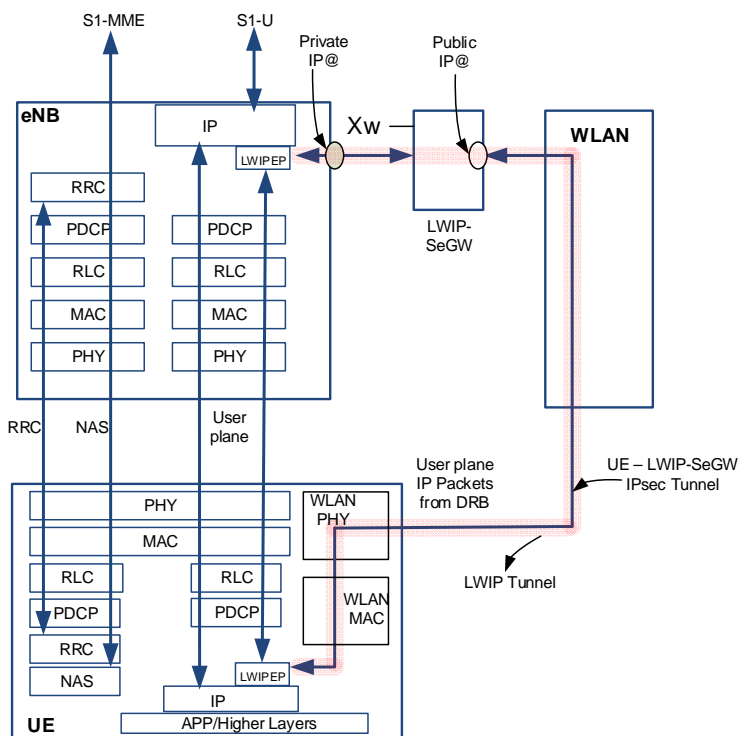 S1-MME
S1-U
Private
IP@
Public
IP@
eNB
IP
LWIPEP
Xw
WLAN
RRC
PDCP
PDCP
LWIP-
SeGW
RLC
RLC
MAC
MAC
PHY
PHY
RRC
NAS
User
plane
User plane
IP Packets
from DRB
UE – LWIP-SeGW
IPsec Tunnel
LWIP Tunnel
PHY
WLAN
PHY
MAC
RLC
RLC
WLAN
MAC
PDCP
PDCP
RRC
NAS
LWIPEP
IP
APP/Higher Layers
UE